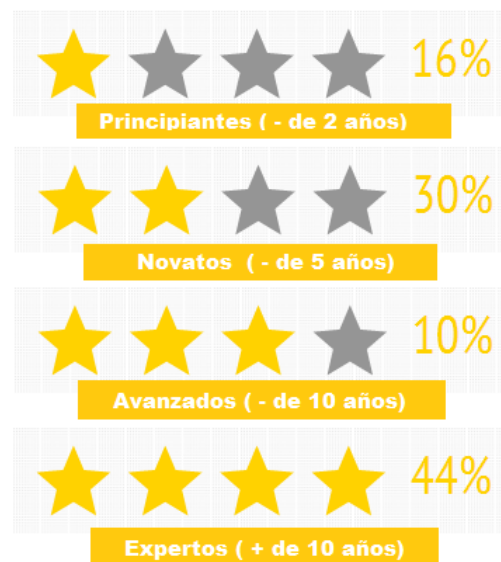 16%
Principiantes ( - de 2 años)
30%
Novatos ( - de 5 años)
10%
Avanzados ( - de 10 años)
44%
Expertos ( + de 10 años)